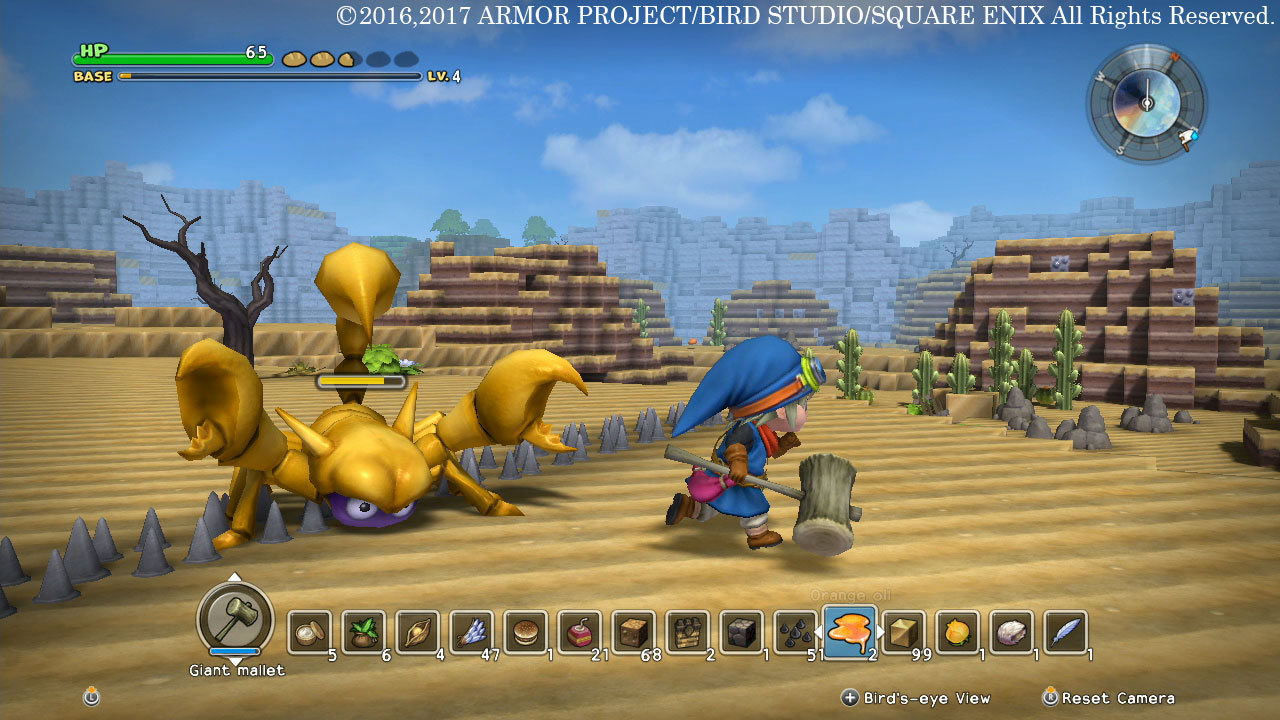 ©2016,2017 ARMOR PROJECT/BIRD STUDIO/SQUARE ENIX All Rights Reserved.
HP 65
BASE LV. 4
W
S
Orange oil
5 6 4 47 1 21 68 2 1 51 2 99 1 1 1
Giant mallet
L + Bird's-eye View R Reset Camera